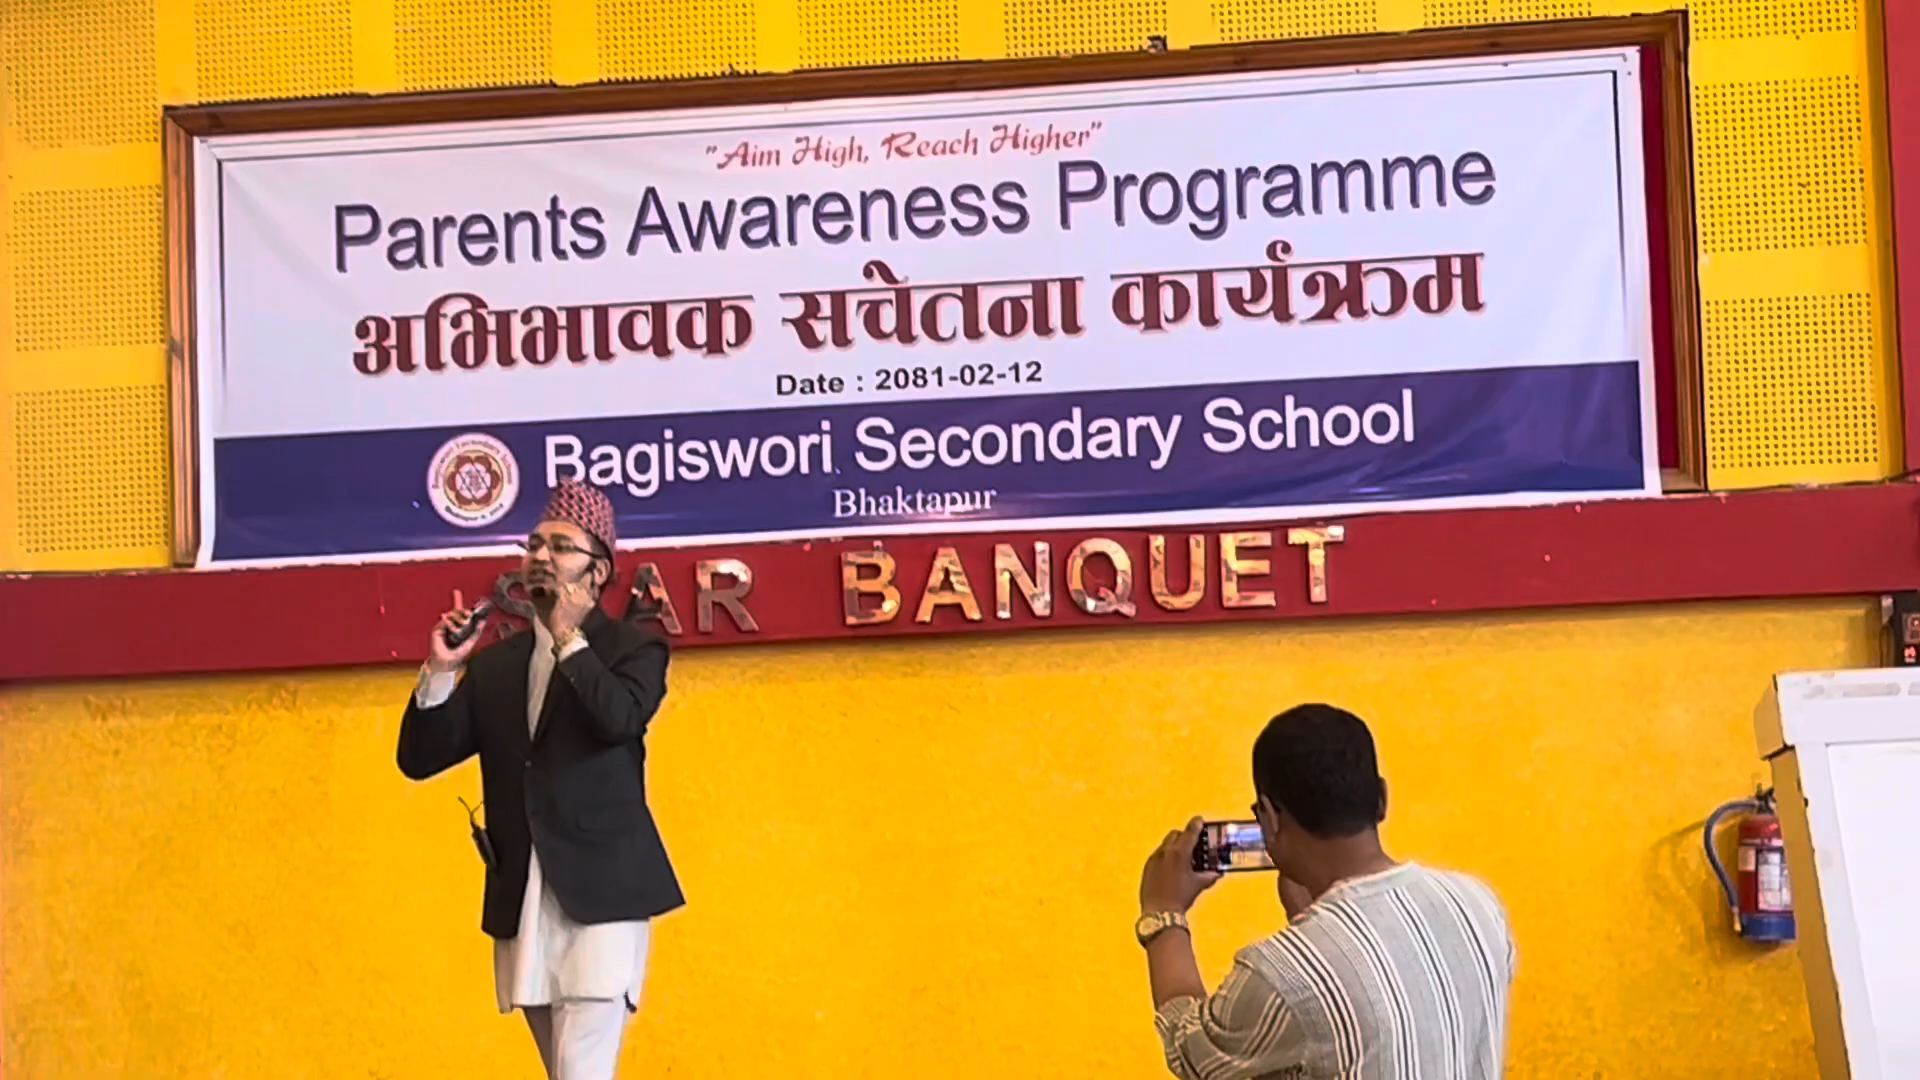 "Aim High, Reach Higher"
Parents Awareness Programme
अभिभावक सचेतना कार्यक्रम
Date : 2081-02-12
Bagiswori Secondary School
Bhaktapur
STAR BANQUET